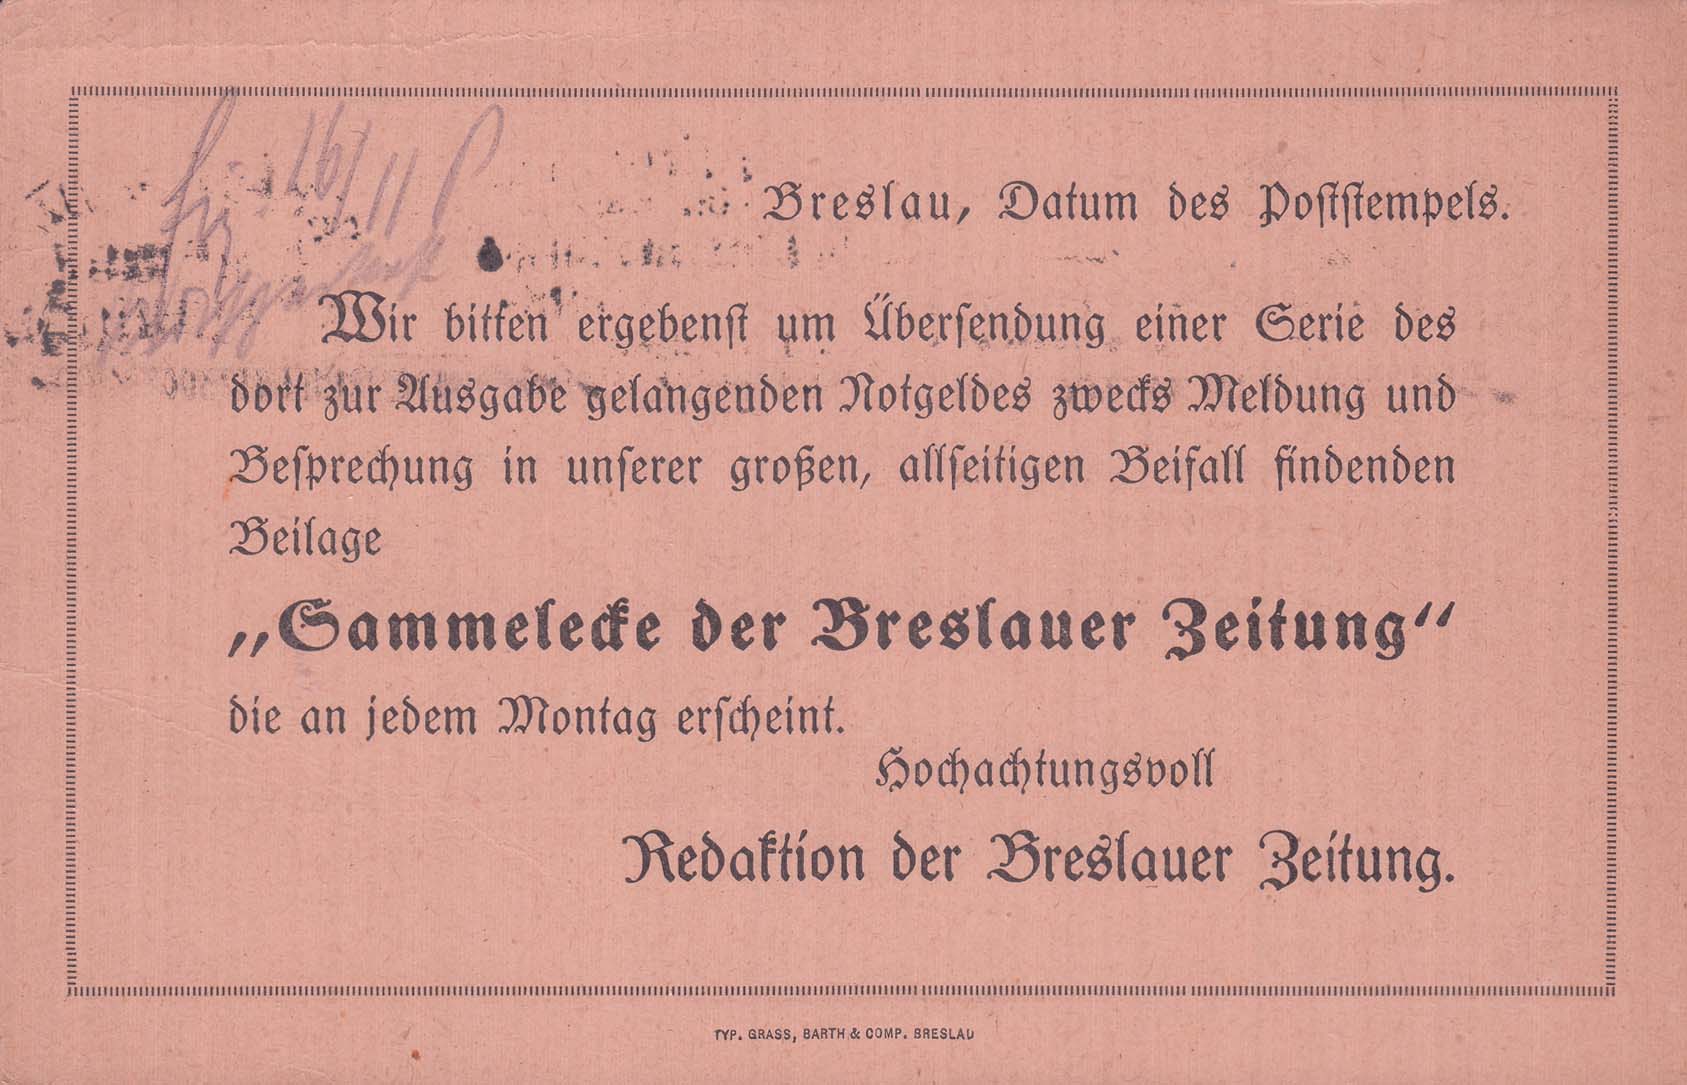 16/11
Breslau, Datum des Poststempels.
Wir bitten ergebenst um Übersendung einer Serie des
dort zur Ausgabe gelangenden Notgeldes zwecks Meldung und
Besprechung in unserer großen, allseitigen Beifall findenden
Beilage
„Sammelecke der Breslauer Zeitung“
die an jedem Montag erscheint.
Hochachtungsvoll
Redaktion der Breslauer Zeitung.
TYP. GRASS, BARTH & COMP. BRESLAU